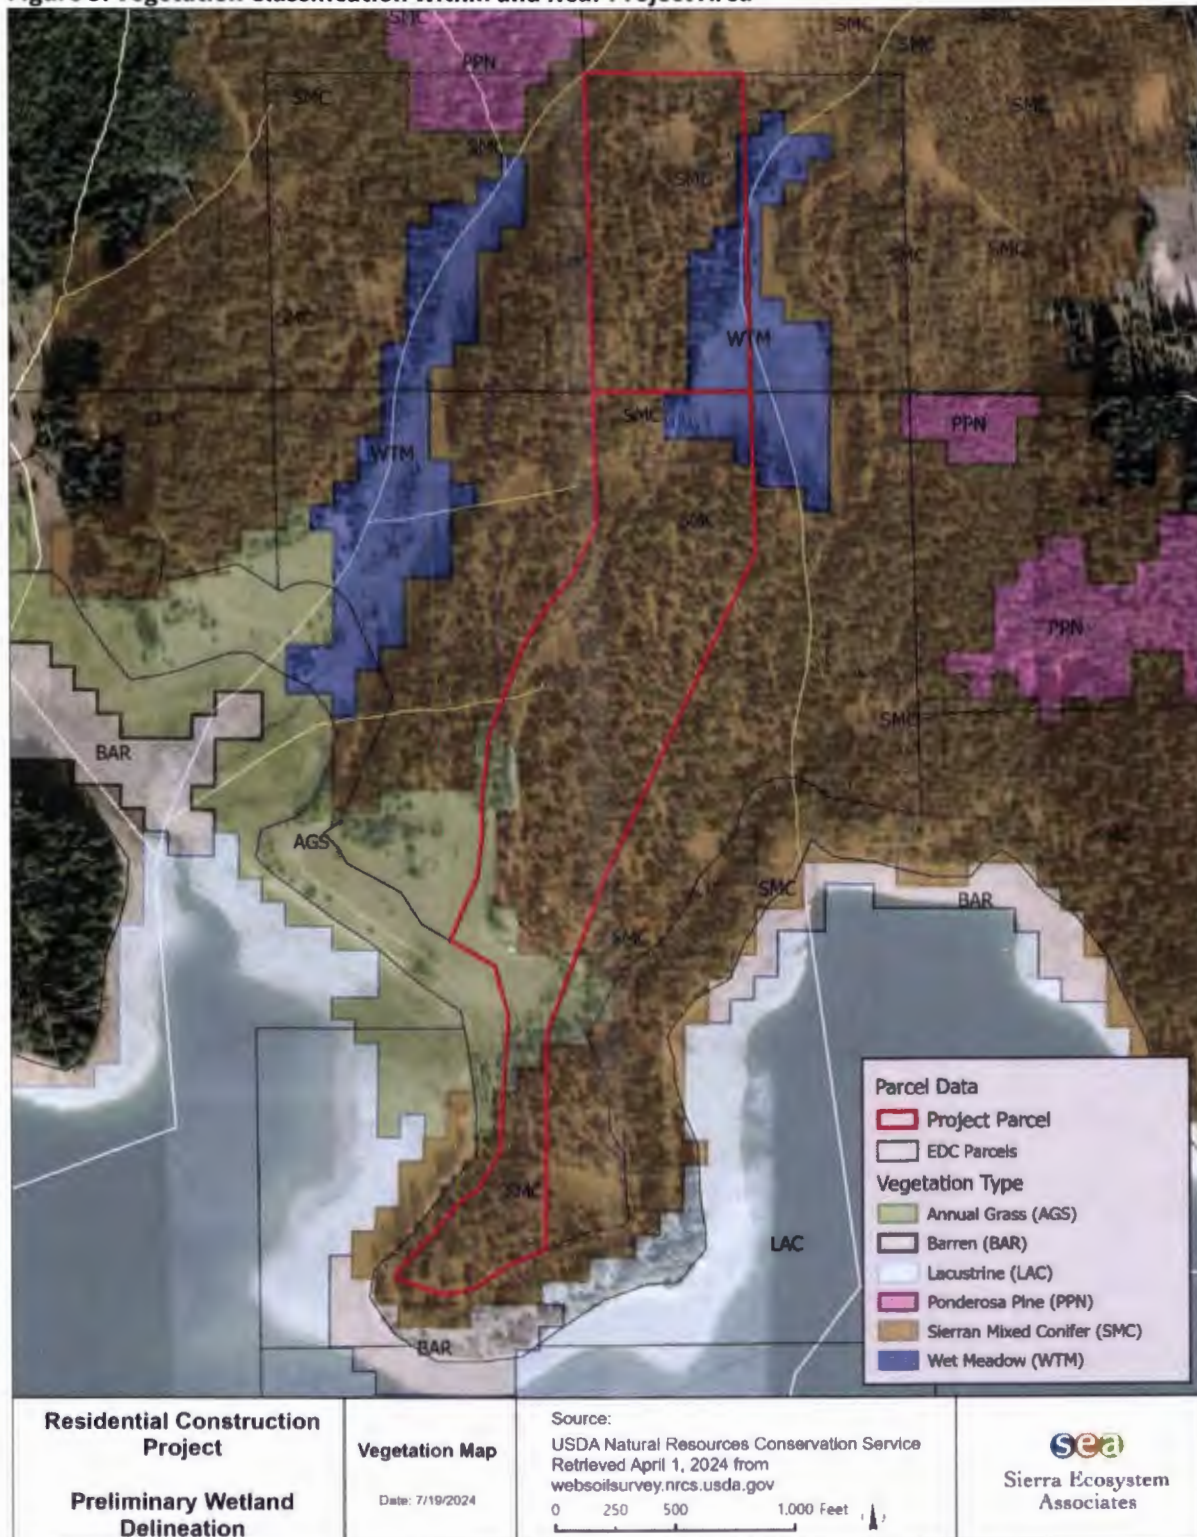 Figure 5. Vegetation Classification Within and Near Project Area
SMC
SMC
SMC
SMC
PPN
SMC
SMC
SMC
SMC
SMC
SMC
SMC
WTM
SMC
PPN
WTM
SMC
PPN
SMC
BAR
AGS
SMC
BAR
SMC
SMC
LAC
BAR
Parcel Data
Project Parcel
EDC Parcels
Vegetation Type
Annual Grass (AGS)
Barren (BAR)
Lacustrine (LAC)
Ponderosa Pine (PPN)
Sierran Mixed Conifer (SMC)
Wet Meadow (WTM)
Residential Construction
Project
Preliminary Wetland
Delineation
Vegetation Map
Date: 7/19/2024
Source:
USDA Natural Resources Conservation Service
Retrieved April 1, 2024 from
websoilsurvey.nrcs.usda.gov
0 250 500 1,000 Feet
sea
Sierra Ecosystem
Associates